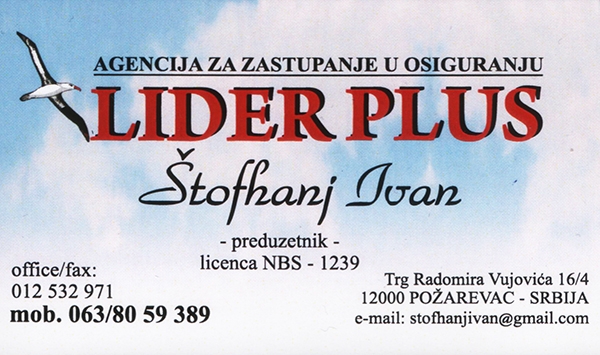 AGENCIJA ZA ZASTUPANJE U OSIGURANJU
LIDER PLUS
Štofhanj Ivan
- preduzetnik -
licenca NBS - 1239
office/fax:
012 532 971
mob. 063/80 59 389
Trg Radomira Vujovića 16/4
12000 POŽAREVAC - SRBIJA
e-mail: stofhanjivan@gmail.com